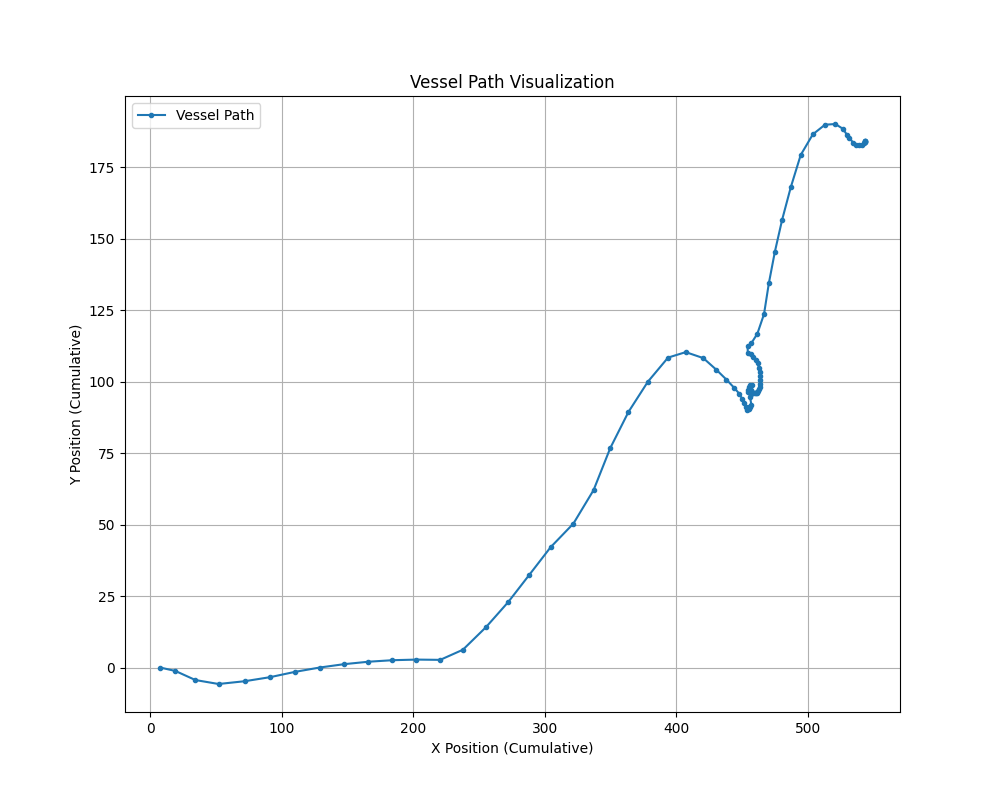 Vessel Path Visualization
Vessel Path
175
150
125
100
75
50
25
0
Y Position (Cumulative)
0 100 200 300 400 500
X Position (Cumulative)